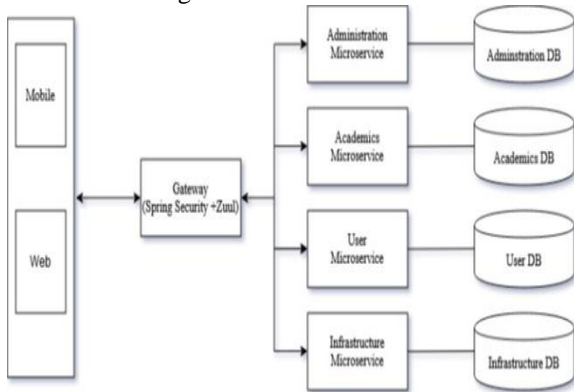 Mobile
Web
Gateway
(Spring Security +Zuul)
Administration
Microservice
Adminstration DB
Academics
Microservice
Academics DB
User
Microservice
User DB
Infrastructure
Microservice
Infrastructure DB